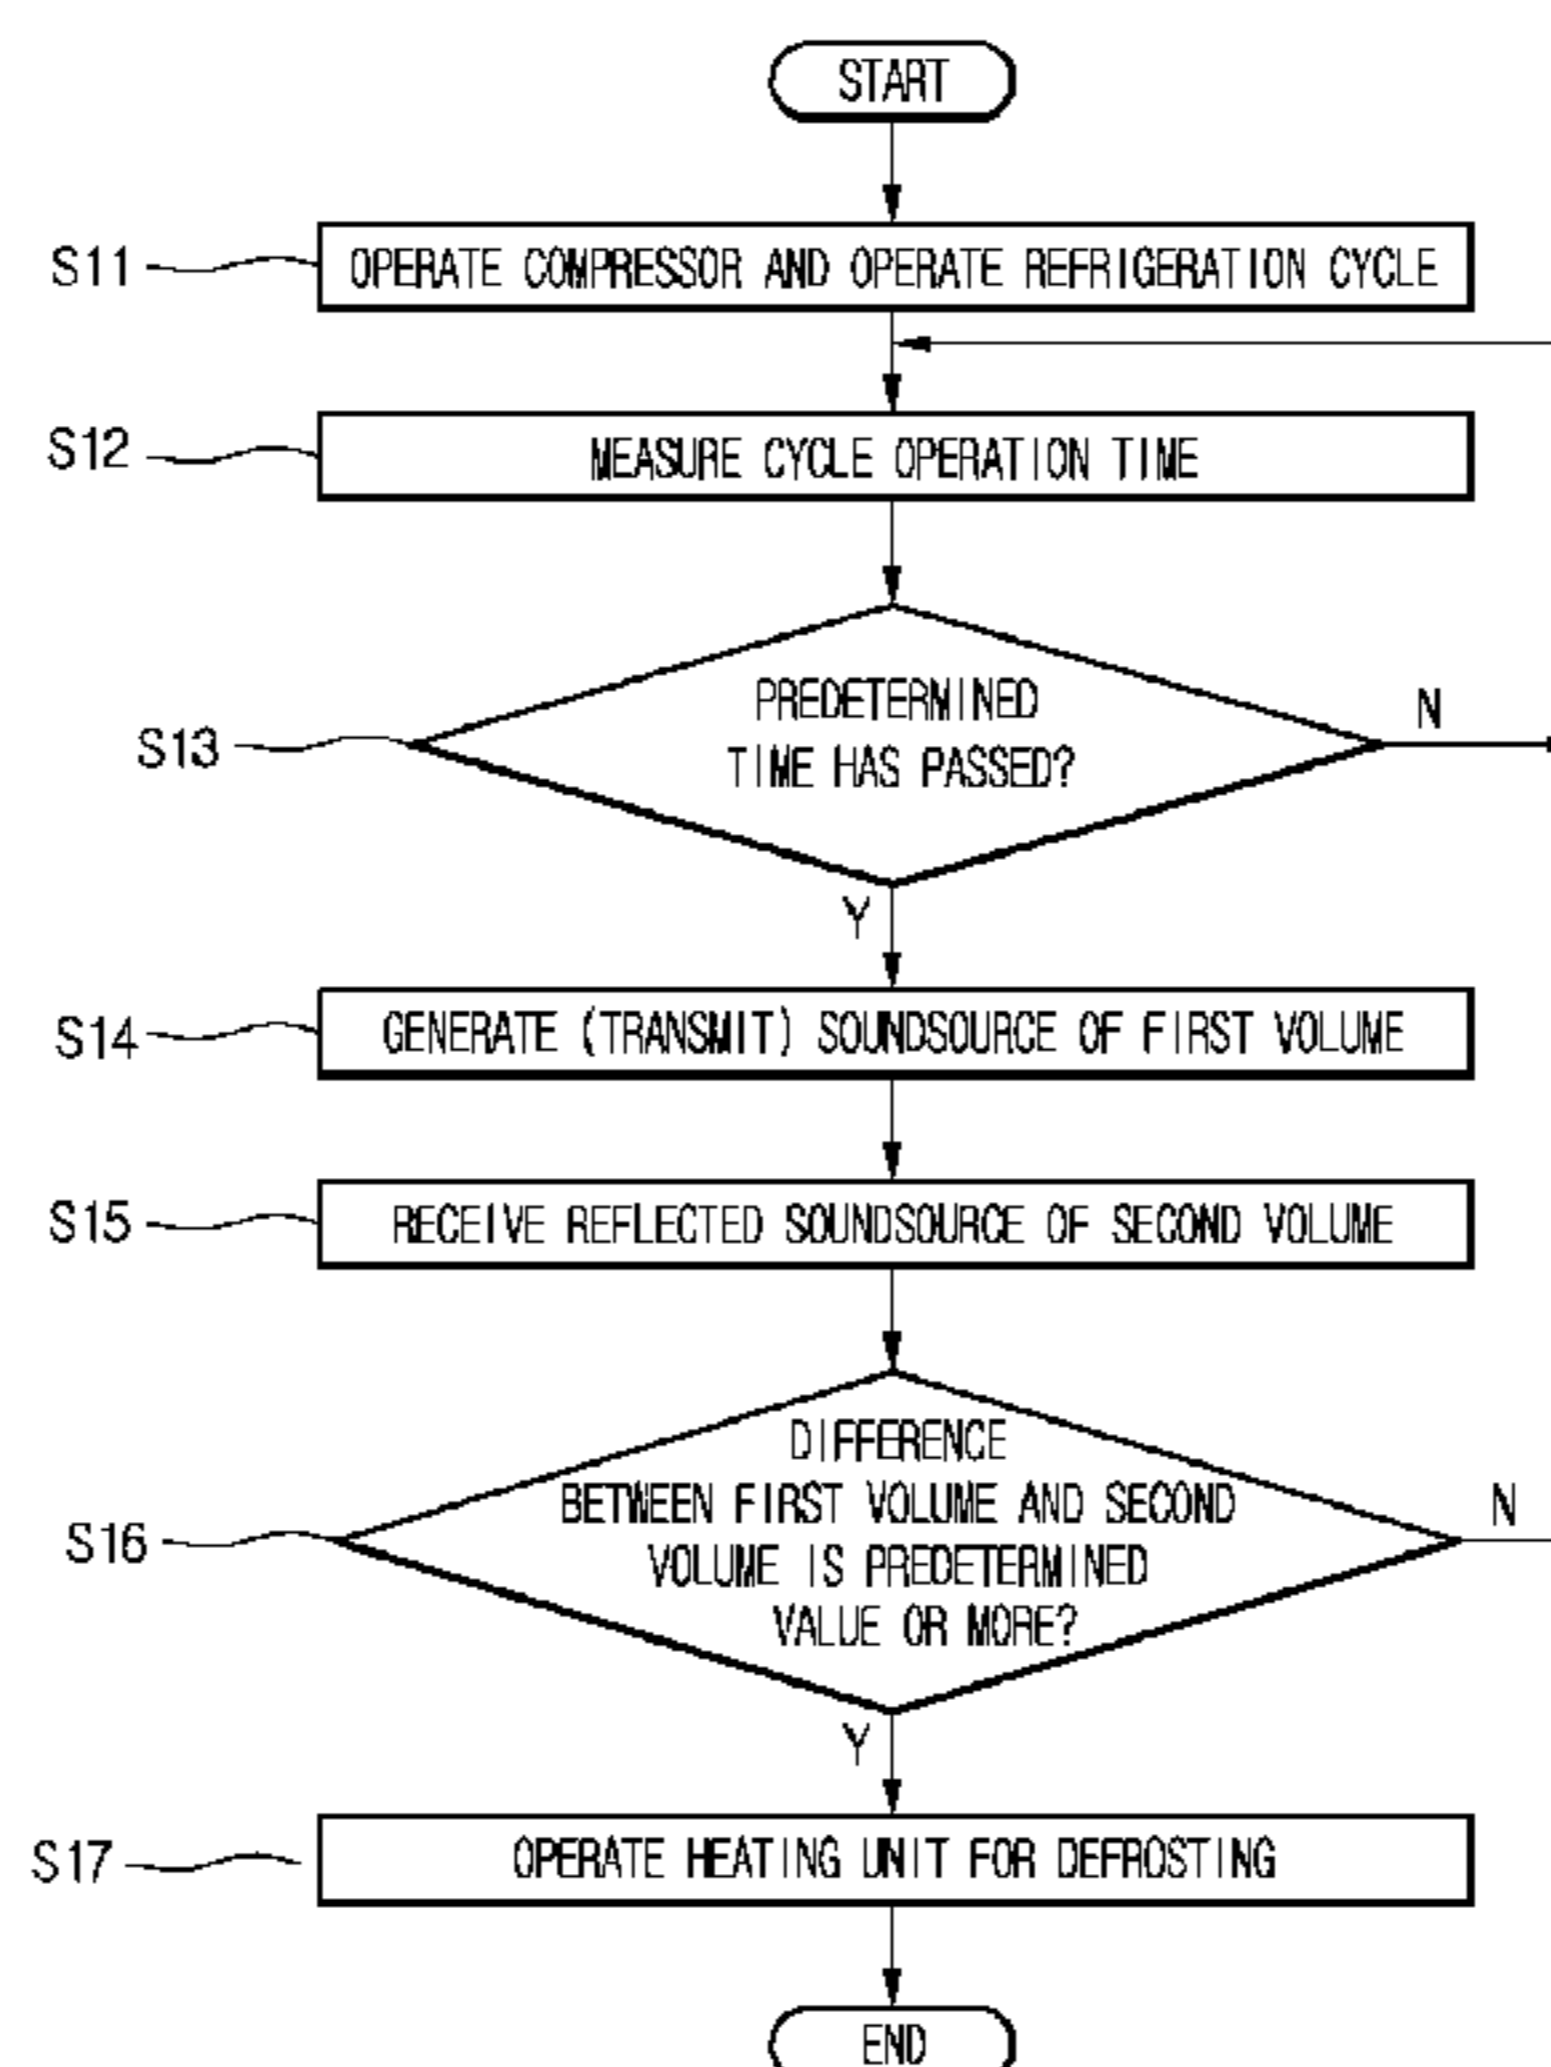 START
S11
OPERATE COMPRESSOR AND OPERATE REFRIGERATION CYCLE
S12
MEASURE CYCLE OPERATION TIME
S13
PREDETERMINED
TIME HAS PASSED?
N
Y
S14
GENERATE (TRANSMIT) SOUNDSOURCE OF FIRST VOLUME
S15
RECEIVE REFLECTED SOUNDSOURCE OF SECOND VOLUME
S16
DIFFERENCE
BETWEEN FIRST VOLUME AND SECOND
VOLUME IS PREDETERMINED
VALUE OR MORE?
N
Y
S17
OPERATE HEATING UNIT FOR DEFROSTING
END